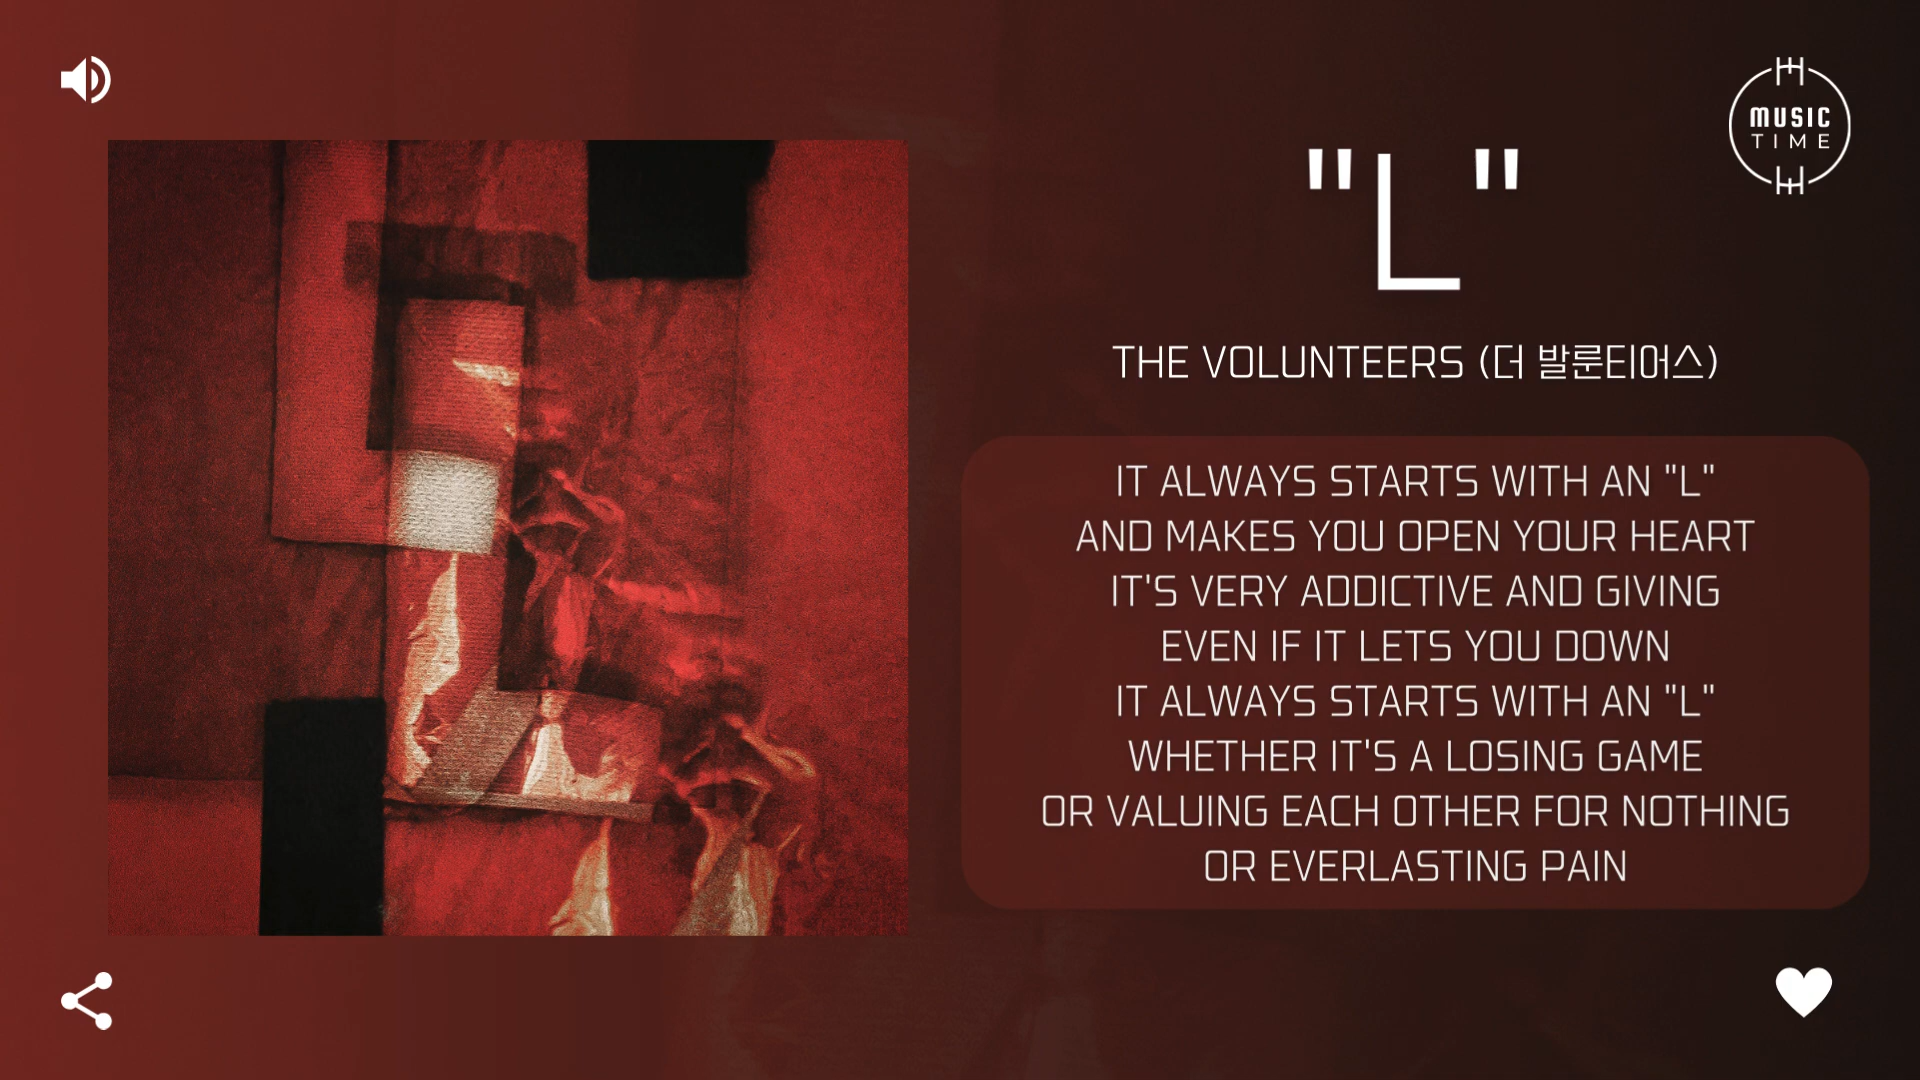 MUSIC
TIME
"L"
THE VOLUNTEERS (더 발룬티어스)
IT ALWAYS STARTS WITH AN "L"
AND MAKES YOU OPEN YOUR HEART
IT'S VERY ADDICTIVE AND GIVING
EVEN IF IT LETS YOU DOWN
IT ALWAYS STARTS WITH AN "L"
WHETHER IT'S A LOSING GAME
OR VALUING EACH OTHER FOR NOTHING
OR EVERLASTING PAIN